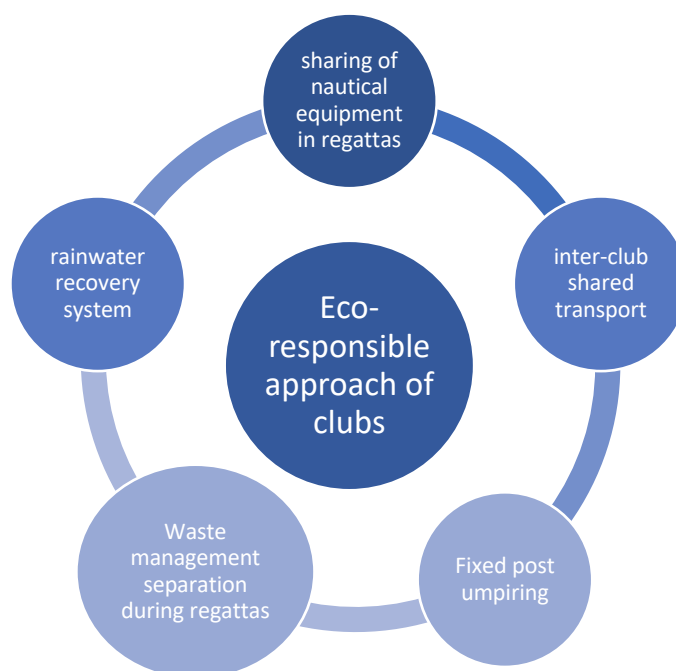 sharing of
nautical
equipment
in regattas
inter-club
shared
transport
Fixed post
umpiring
Waste
management
separation
during regattas
rainwater
recovery
system
Eco-
responsible
approach of
clubs